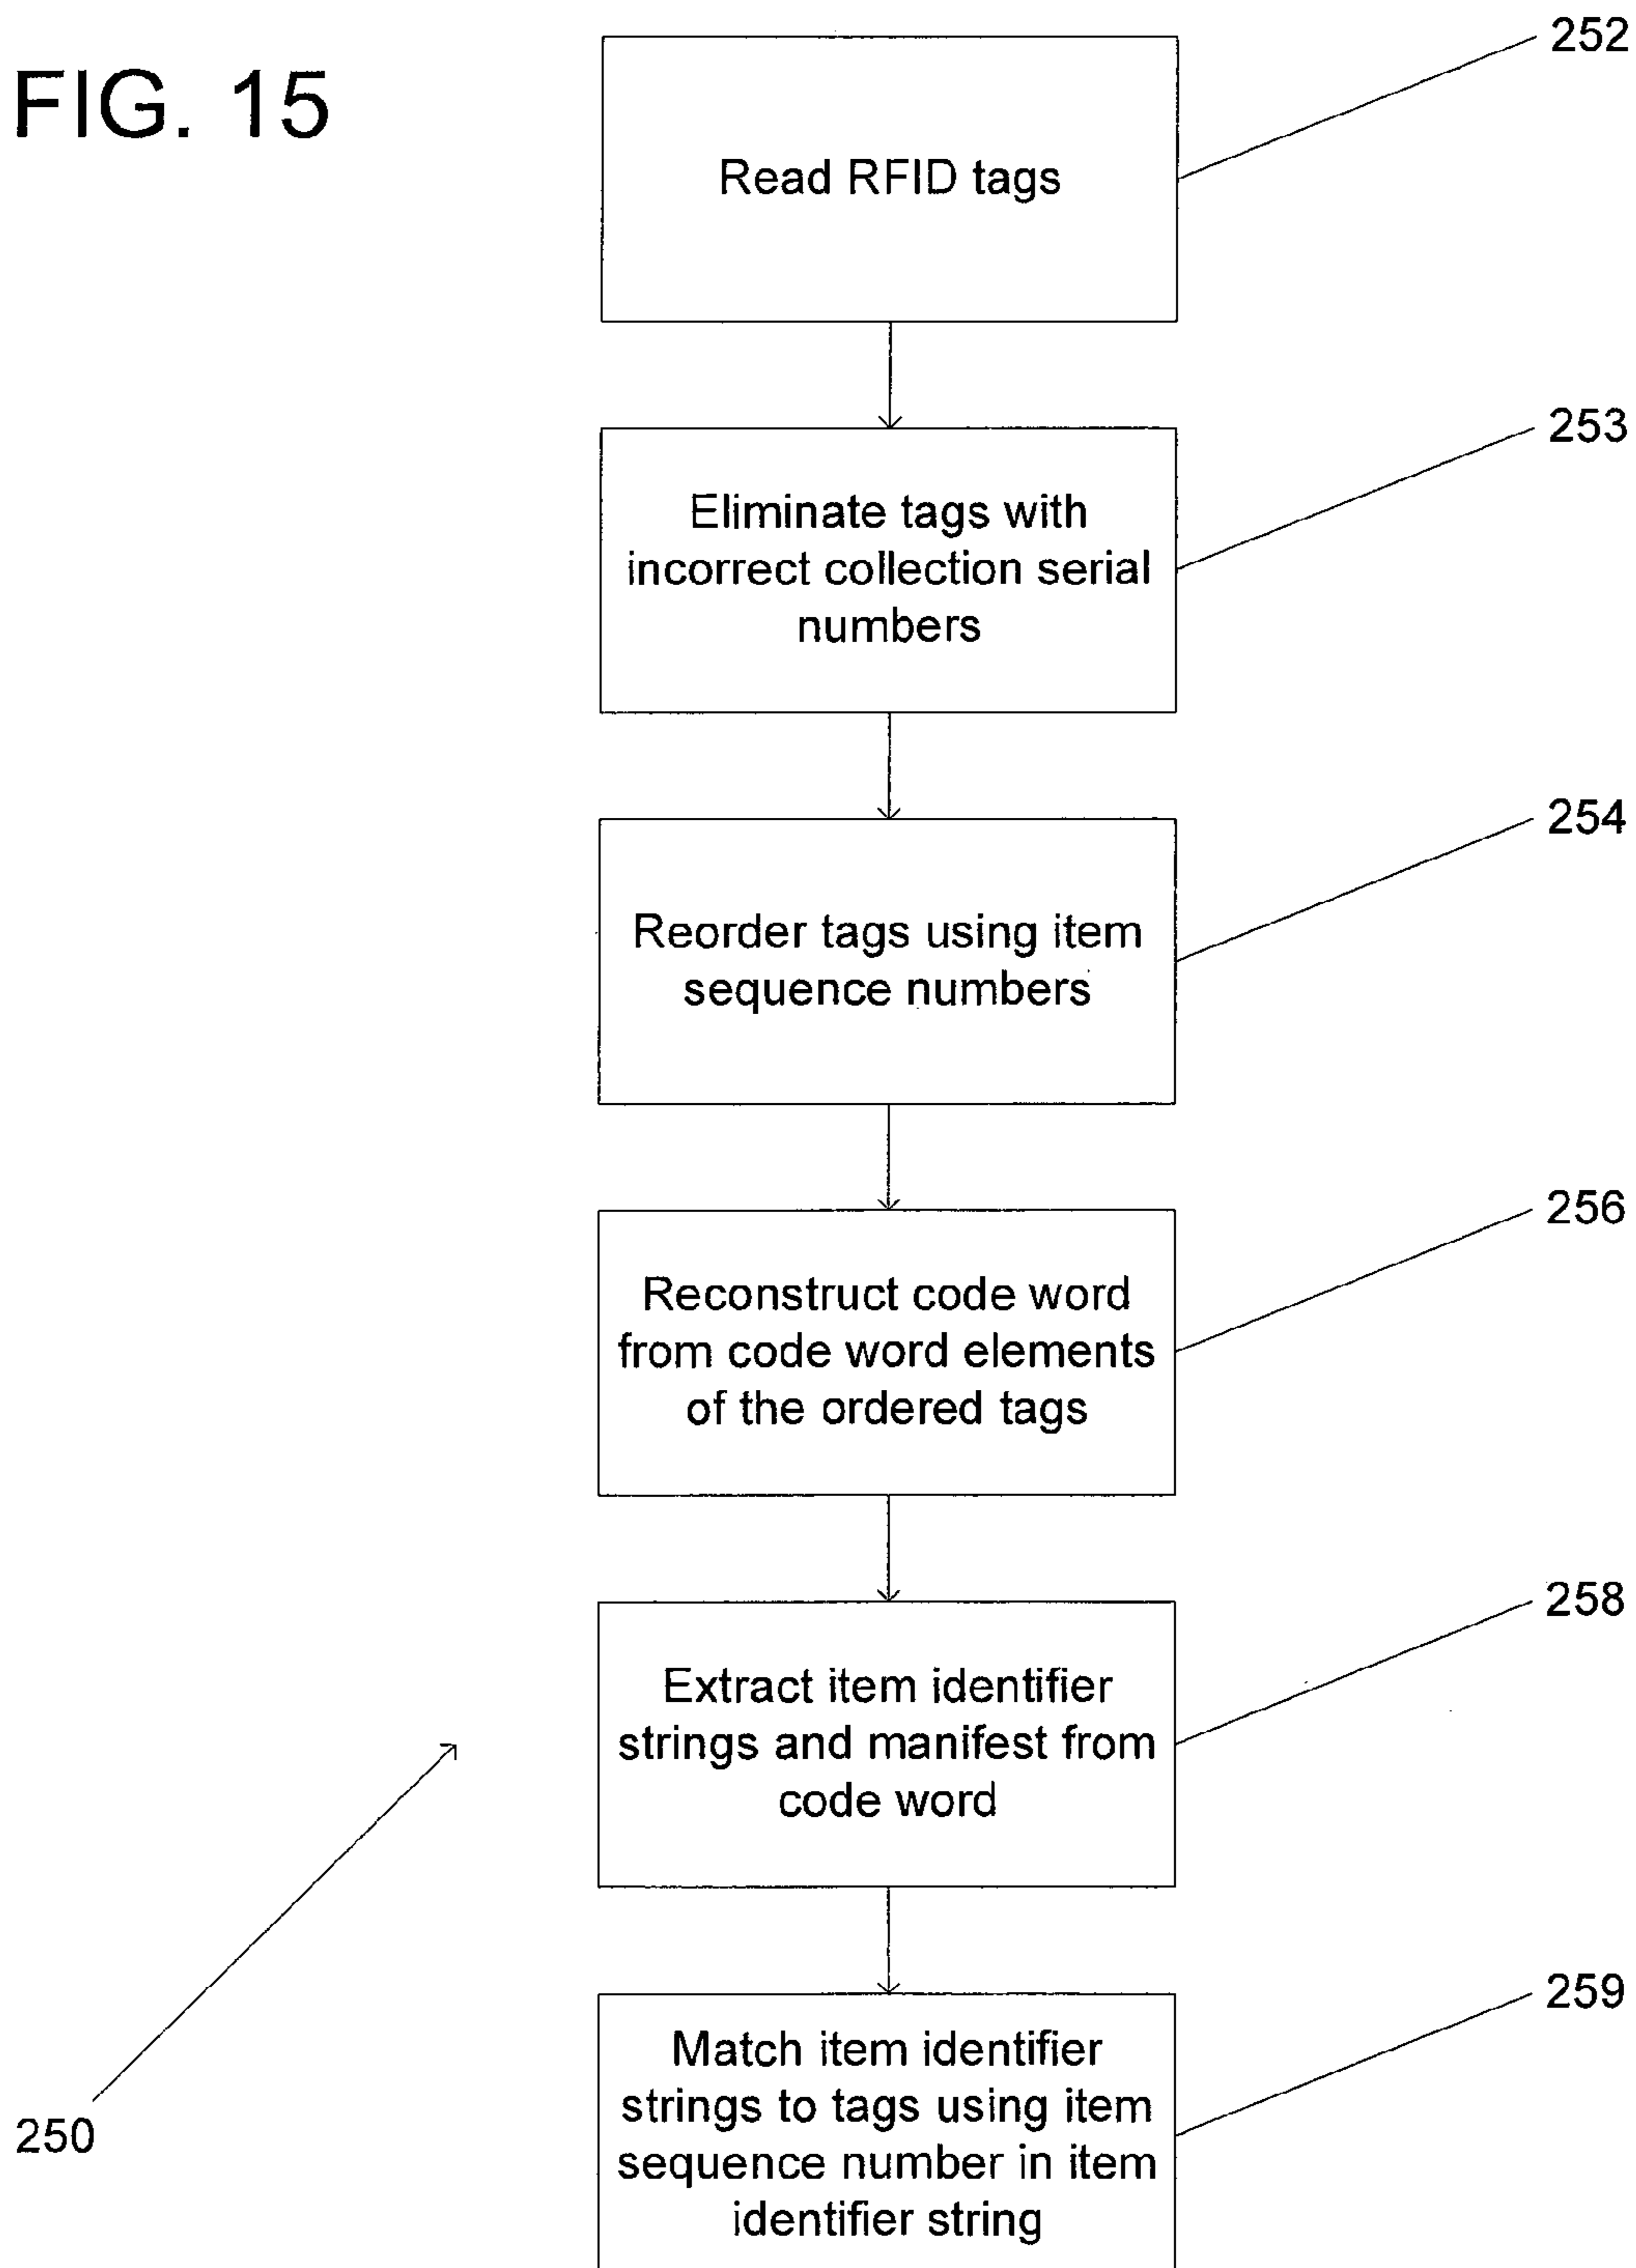 FIG. 15
252
Read RFID tags
253
Eliminate tags with
incorrect collection serial
numbers
254
Reorder tags using item
sequence numbers
256
Reconstruct code word
from code word elements
of the ordered tags
258
Extract item identifier
strings and manifest from
code word
259
Match item identifier
strings to tags using item
sequence number in item
identifier string
250